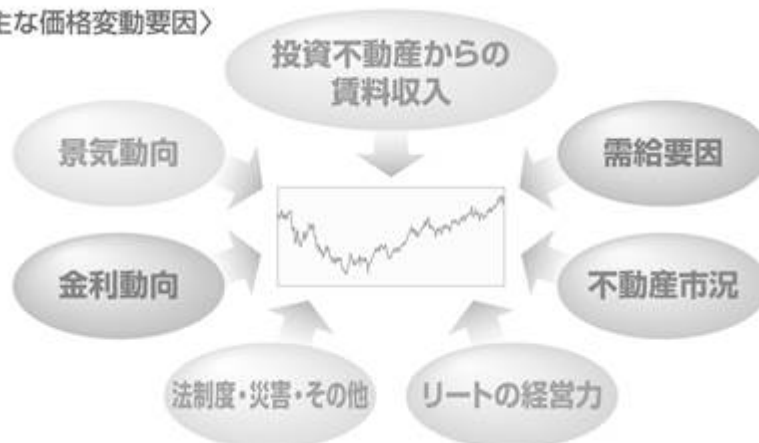 主な価格変動要因〉
投資不動産からの
賃料収入
景気動向
需給要因
金利動向
不動産市況
法制度・災害・その他
リートの経営力